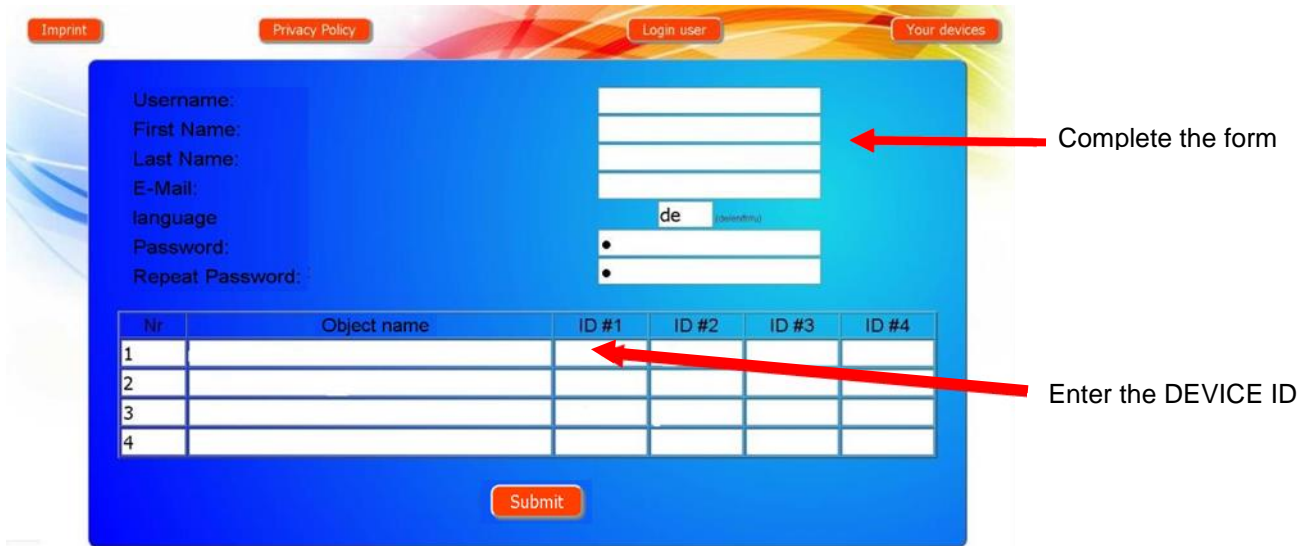 Imprint Privacy Policy Login user Your devices
Username:
First Name:
Complete the form
Last Name:
E-Mail:
language de
Password: ●
Repeat Password: ●
Nr Object name ID #1 ID #2 ID #3 ID #4
1
2
Enter the DEVICE ID
3
4
Submit